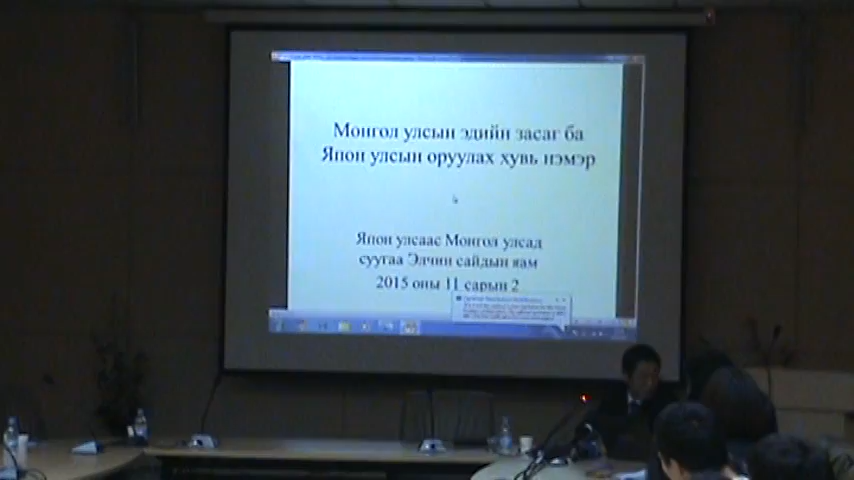 Монгол улсын эдийн засаг ба
Япон улсын оруулах хувь нэмэр
Япон улсаас Монгол улсад
суугаа Элчин сайдын яам
2015 оны 11 сарын 2